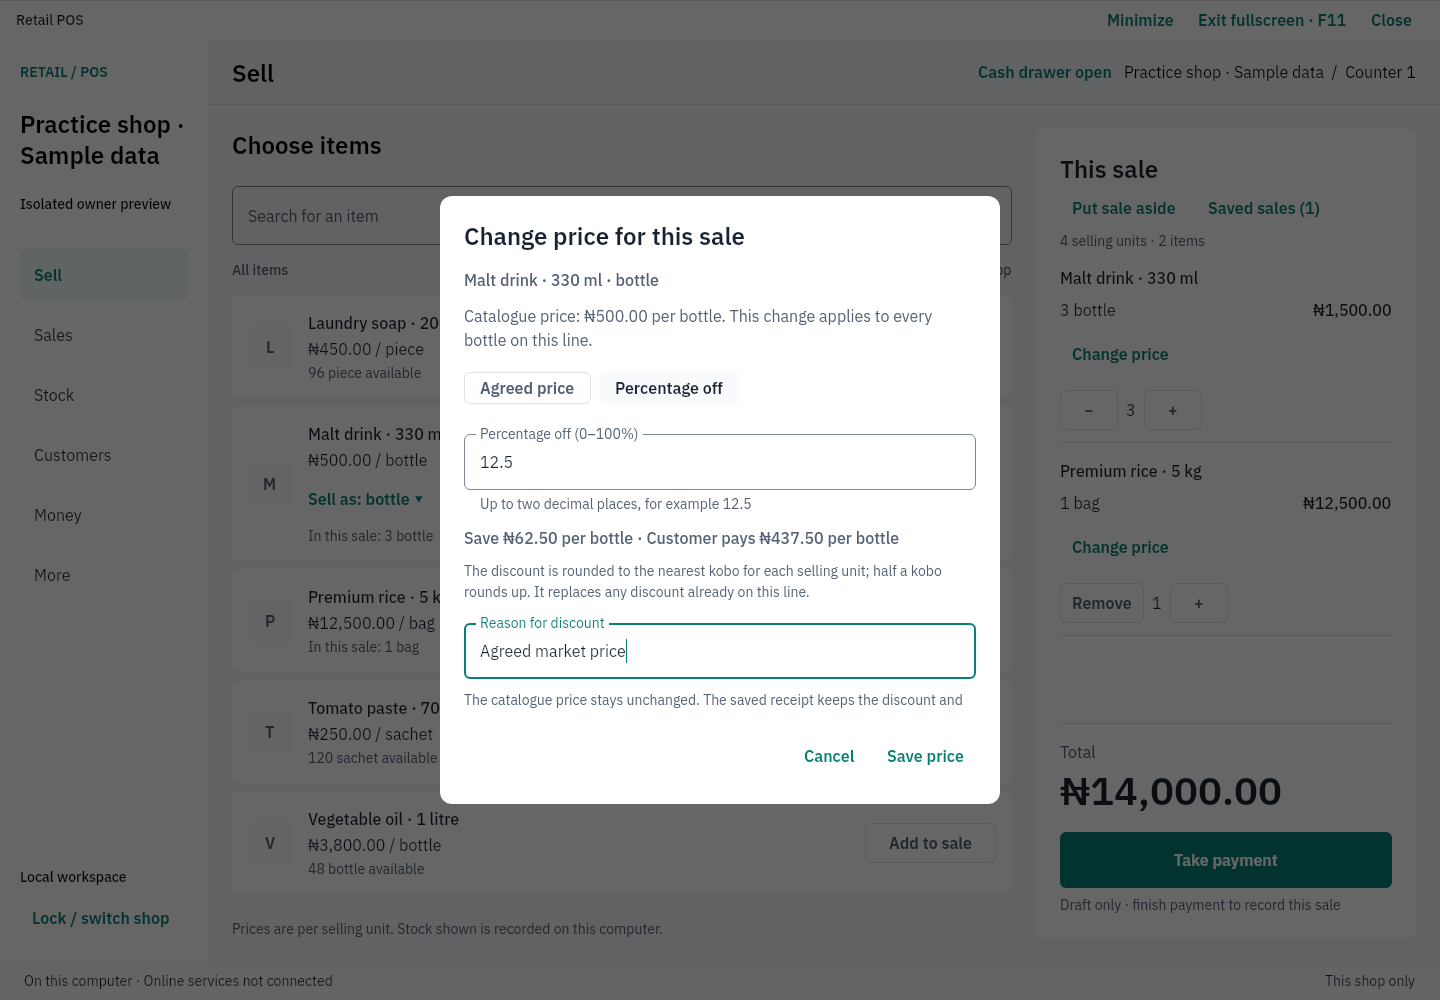 Retail POS
Minimize
Exit fullscreen · F11
Close
RETAIL / POS
Practice shop ·
Sample data
Isolated owner preview
Sell
Sales
Stock
Customers
Money
More
Local workspace
Lock / switch shop
Sell
Cash drawer open
Practice shop · Sample data / Counter 1
Choose items
Search for an item
All items
op
L
Laundry soap · 20
₦450.00 / piece
96 piece available
M
Malt drink · 330 m
₦500.00 / bottle
Sell as: bottle ▾
In this sale: 3 bottle
P
Premium rice · 5 k
₦12,500.00 / bag
In this sale: 1 bag
T
Tomato paste · 70
₦250.00 / sachet
120 sachet available
V
Vegetable oil · 1 litre
₦3,800.00 / bottle
48 bottle available
Add to sale
Prices are per selling unit. Stock shown is recorded on this computer.
Change price for this sale
Malt drink · 330 ml · bottle
Catalogue price: ₦500.00 per bottle. This change applies to every
bottle on this line.
Agreed price
Percentage off
Percentage off (0–100%)
12.5
Up to two decimal places, for example 12.5
Save ₦62.50 per bottle · Customer pays ₦437.50 per bottle
The discount is rounded to the nearest kobo for each selling unit; half a kobo
rounds up. It replaces any discount already on this line.
Reason for discount
Agreed market price
The catalogue price stays unchanged. The saved receipt keeps the discount and
Cancel
Save price
This sale
Put sale aside
Saved sales (1)
4 selling units · 2 items
Malt drink · 330 ml
3 bottle
₦1,500.00
Change price
− 3 +
Premium rice · 5 kg
1 bag
₦12,500.00
Change price
Remove 1 +
Total
₦14,000.00
Take payment
Draft only · finish payment to record this sale
On this computer · Online services not connected
This shop only